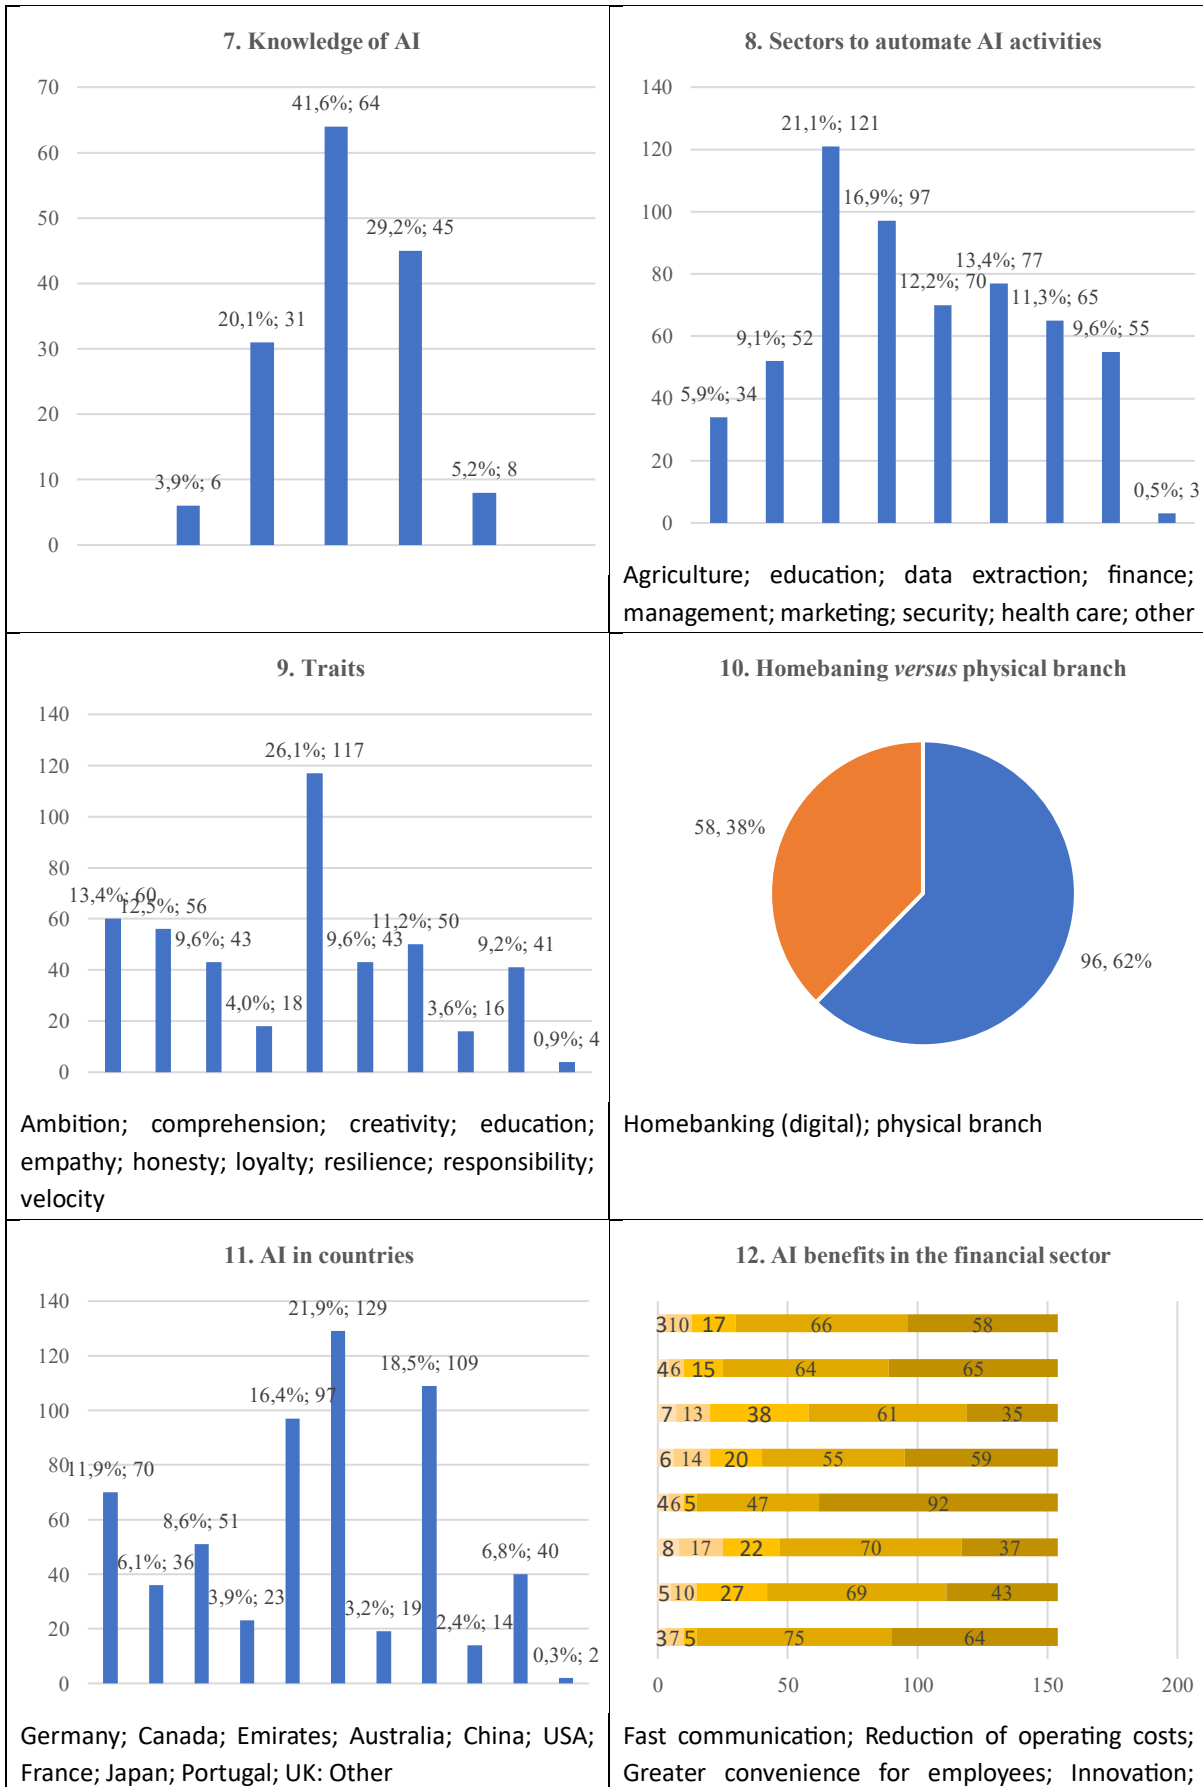 7. Knowledge of AI
70
60
50
40
30
20
10
0
3,9%; 6
20,1%; 31
41,6%; 64
29,2%; 45
5,2%; 8
8. Sectors to automate AI activities
140
120
100
80
60
40
20
0
5,9%; 34
9,1%; 52
21,1%; 121
16,9%; 97
12,2%; 70
13,4%; 77
11,3%; 65
9,6%; 55
0,5%; 3
Agriculture; education; data extraction; finance;
management; marketing; security; health care; other
9. Traits
140
120
100
80
60
40
20
0
13,4%; 60
12,5%; 56
9,6%; 43
4,0%; 18
26,1%; 117
9,6%; 43
11,2%; 50
3,6%; 16
9,2%; 41
0,9%; 4
Ambition; comprehension; creativity; education;
empathy; honesty; loyalty; resilience; responsibility;
velocity
10. Homebaning versus physical branch
58, 38%
96, 62%
Homebanking (digital); physical branch
11. AI in countries
140
120
100
80
60
40
20
0
11,9%; 70
6,1%; 36
8,6%; 51
3,9%; 23
16,4%; 97
21,9%; 129
3,2%; 19
18,5%; 109
2,4%; 14
6,8%; 40
0,3%; 2
Germany; Canada; Emirates; Australia; China; USA;
France; Japan; Portugal; UK: Other
12. AI benefits in the financial sector
3 10 17 66 58
4 6 15 64 65
7 13 38 61 35
6 14 20 55 59
4 6 5 47 92
8 17 22 70 37
5 10 27 69 43
3 7 5 75 64
0 50 100 150 200
Fast communication; Reduction of operating costs;
Greater convenience for employees; Innovation;